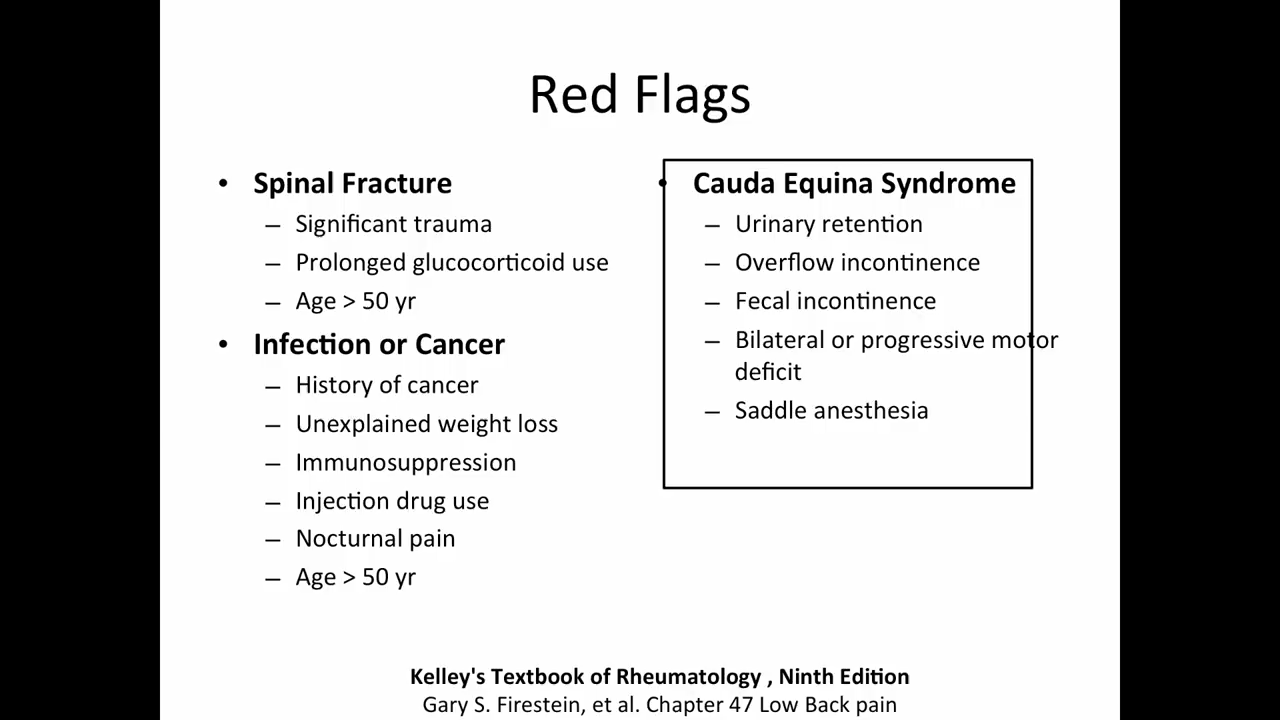 Red Flags
• Spinal Fracture
– Significant trauma
– Prolonged glucocorticoid use
– Age > 50 yr
• Infection or Cancer
– History of cancer
– Unexplained weight loss
– Immunosuppression
– Injection drug use
– Nocturnal pain
– Age > 50 yr
• Cauda Equina Syndrome
– Urinary retention
– Overflow incontinence
– Fecal incontinence
– Bilateral or progressive motor
deficit
– Saddle anesthesia
Kelley's Textbook of Rheumatology , Ninth Edition
Gary S. Firestein, et al. Chapter 47 Low Back pain